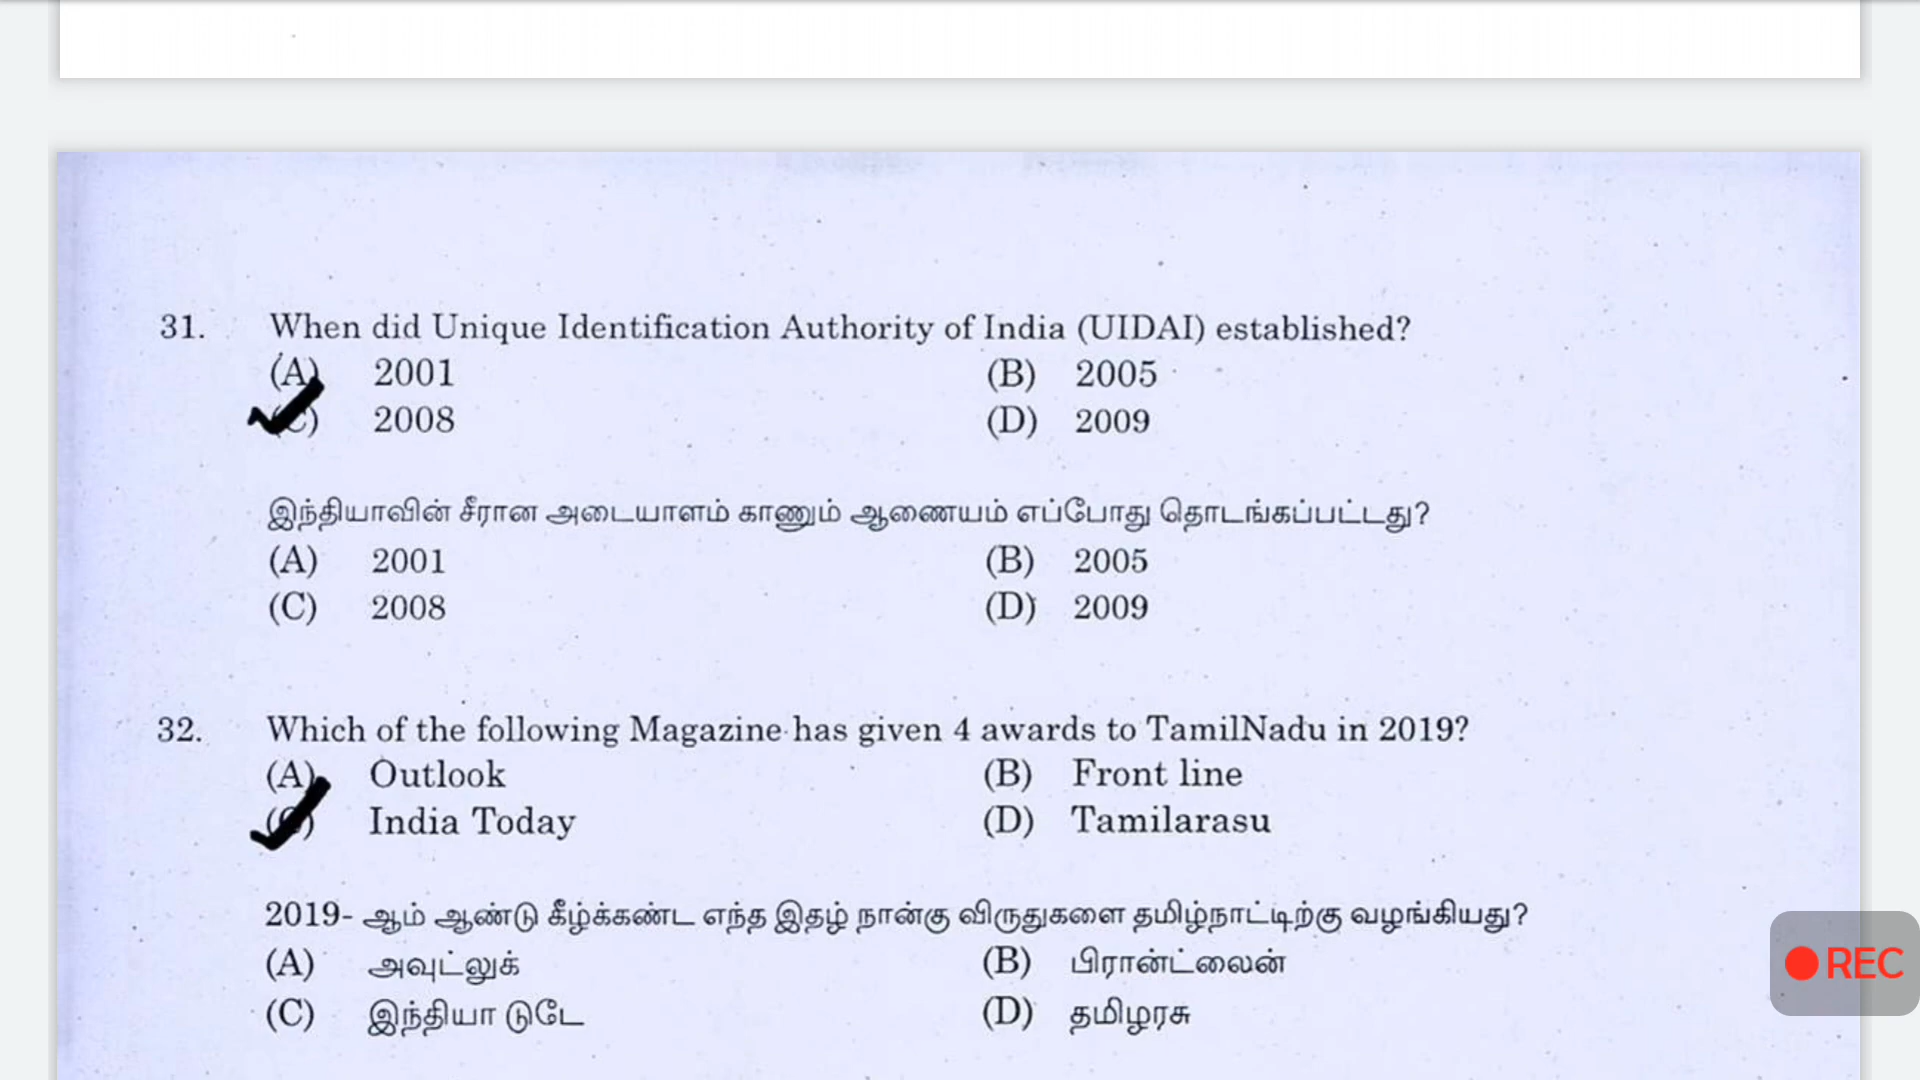 31. When did Unique Identification Authority of India (UIDAI) established?
(A) 2001 (B) 2005
(C) 2008 (D) 2009
இந்தியாவின் சீரான அடையாளம் காணும் ஆணையம் எப்போது தொடங்கப்பட்டது?
(A) 2001 (B) 2005
(C) 2008 (D) 2009
32. Which of the following Magazine has given 4 awards to TamilNadu in 2019?
(A) Outlook (B) Front line
(C) India Today (D) Tamilarasu
2019- ஆம் ஆண்டு கீழ்க்கண்ட எந்த இதழ் நான்கு விருதுகளை தமிழ்நாட்டிற்கு வழங்கியது?
(A) அவுட்லுக் (B) பிரான்ட்லைன்
(C) இந்தியா டுடே (D) தமிழரசு
REC